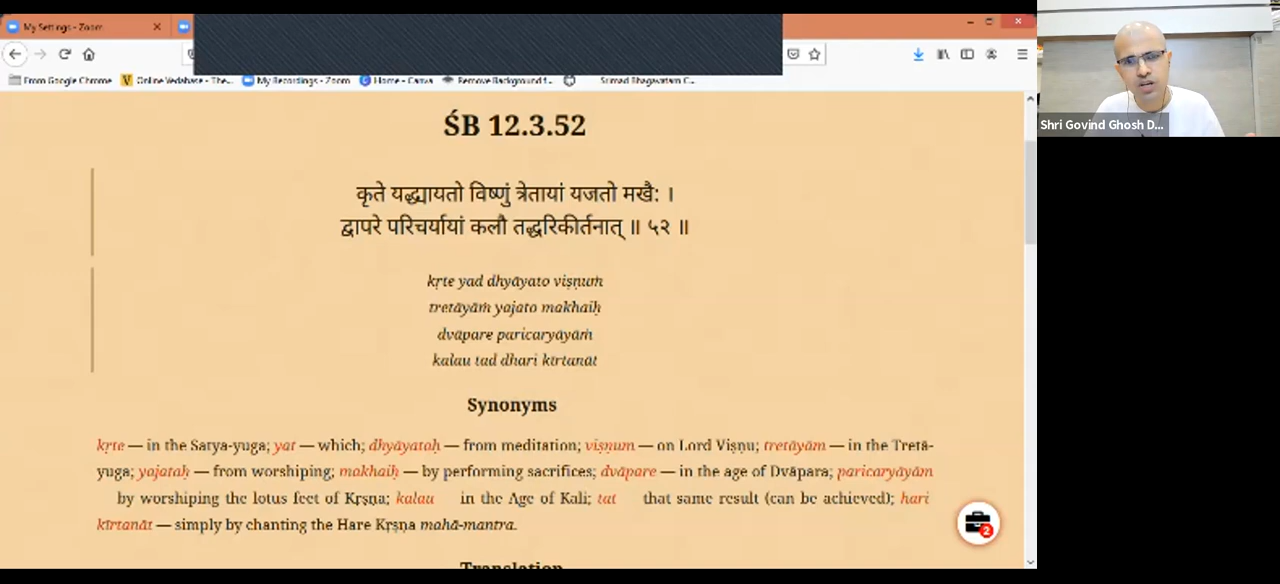 My Settings - Zoom
From Google Chrome
Online Vedabase - The...
My Recordings - Zoom
Home - Canva
Remove Background f...
Srimad Bhagwatam C...
Shri Govind Ghosh D...
ŚB 12.3.52
कृते यद्ध्यायतो विष्णुं त्रेतायां यजतो मखै: ।
द्वापरे परिचर्यायां कलौ तद्धरिकीर्तनात् ॥ ५२ ॥
kṛte yad dhyāyato viṣṇuṁ
tretāyāṁ yajato makhaiḥ
dvāpare paricaryāyāṁ
kalau tad dhari kīrtanāt
Synonyms
kṛte — in the Satya-yuga; yat — which; dhyāyataḥ — from meditation; viṣṇum — on Lord Viṣṇu; tretāyām — in the Tretā-
yuga; yajataḥ — from worshiping; makhaiḥ — by performing sacrifices; dvāpare — in the age of Dvāpara; paricaryāyām
by worshiping the lotus feet of Kṛṣṇa; kalau in the Age of Kali; tat that same result (can be achieved); hari
kīrtanāt — simply by chanting the Hare Kṛṣṇa mahā-mantra.
2
Translation